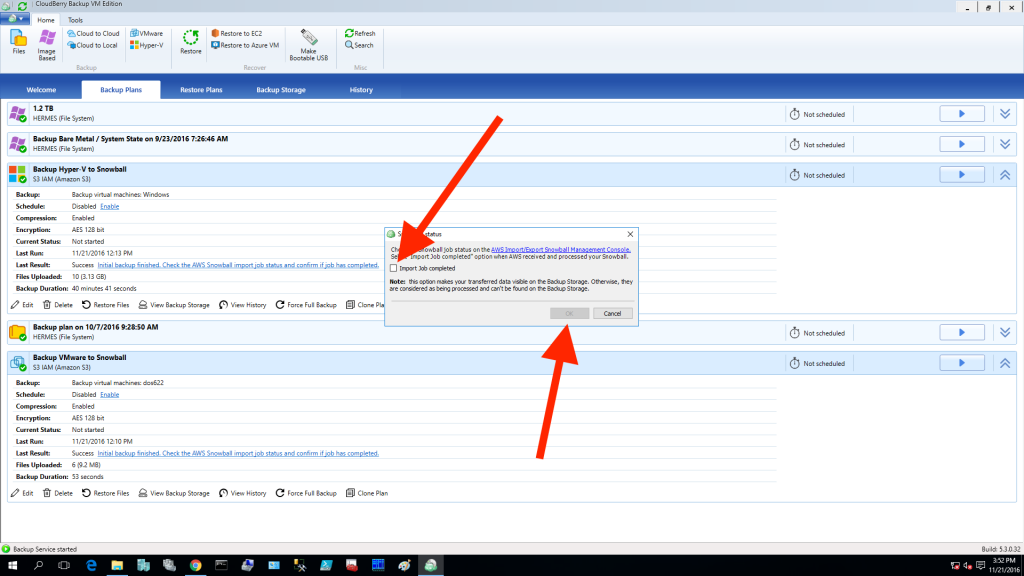 CloudBerry Backup VM Edition
Home Tools
Files
Image Based
Cloud to Cloud
Cloud to Local
VMware
Hyper-V
Backup
Restore
Restore to EC2
Restore to Azure VM
Recover
Make Bootable USB
Refresh
Search
Misc
Welcome Backup Plans Restore Plans Backup Storage History
1.2 TB
HERMES (File System)
Not scheduled
Backup Bare Metal / System State on 9/23/2016 7:26:46 AM
HERMES (File System)
Not scheduled
Backup Hyper-V to Snowball
S3 IAM (Amazon S3)
Not scheduled
Backup: Backup virtual machines: Windows
Schedule: Disabled Enable
Compression: Enabled
Encryption: AES 128 bit
Current Status: Not started
Last Run: 11/21/2016 12:13 PM
Last Result: Success Initial backup finished. Check the AWS Snowball import job status and confirm if job has completed.
Files Uploaded: 10 (3.13 GB)
Backup Duration: 40 minutes 41 seconds
Edit Delete Restore Files View Backup Storage View History Force Full Backup Clone Pla
status
Snowball job status on the AWS Import/Export Snowball Management Console.
"Import Job completed" option when AWS received and processed your Snowball.
Import Job completed
Note: this option makes your transferred data visible on the Backup Storage. Otherwise, they
are considered as being processed and can't be found on the Backup Storage.
OK Cancel
Backup plan on 10/7/2016 9:28:50 AM
HERMES (File System)
Not scheduled
Backup VMware to Snowball
S3 IAM (Amazon S3)
Not scheduled
Backup: Backup virtual machines: dos622
Schedule: Disabled Enable
Compression: Enabled
Encryption: AES 128 bit
Current Status: Not started
Last Run: 11/21/2016 12:10 PM
Last Result: Success Initial backup finished. Check the AWS Snowball import job status and confirm if job has completed.
Files Uploaded: 6 (9.2 MB)
Backup Duration: 53 seconds
Edit Delete Restore Files View Backup Storage View History Force Full Backup Clone Plan
Backup Service started
Build: 5.3.0.32
3:52 PM
11/21/2016